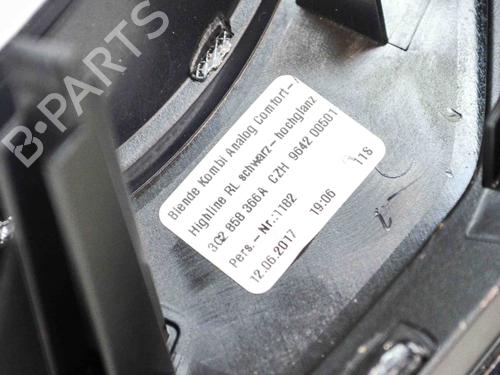 B-PARTS
Blende Kombi Analog Comfort-
Highline RL schwarz-hochglanz
3G2 858 366A CZH 9642 00501
Pers.-Nr.:1182
12.06.2017 19:06 118